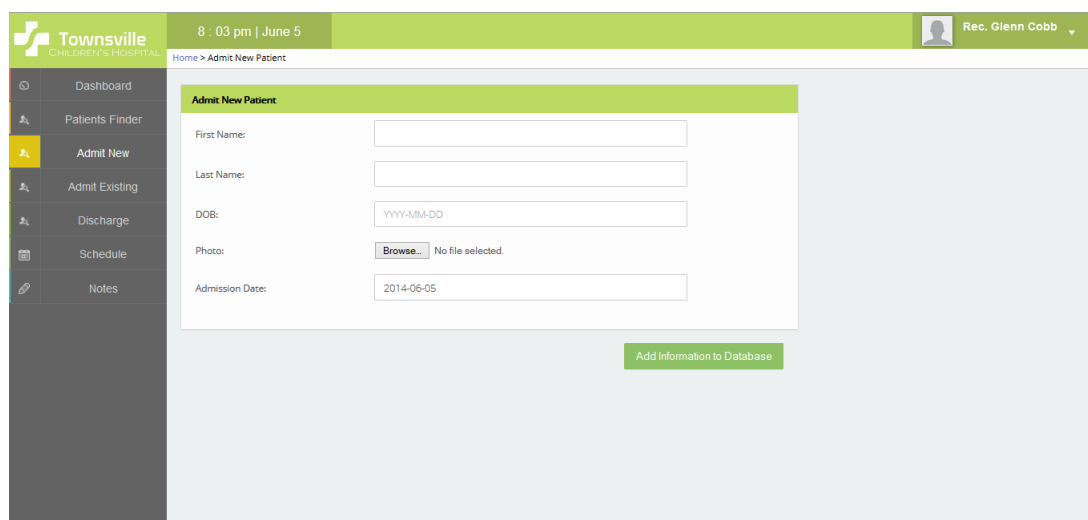 Townsville
CHILDREN'S HOSPITAL
8 : 03 pm | June 5
Rec. Glenn Cobb
Home > Admit New Patient
Dashboard
Patients Finder
Admit New
Admit Existing
Discharge
Schedule
Notes
Admit New Patient
First Name:
Last Name:
DOB: YYYY-MM-DD
Photo: Browse... No file selected.
Admission Date: 2014-06-05
Add Information to Database